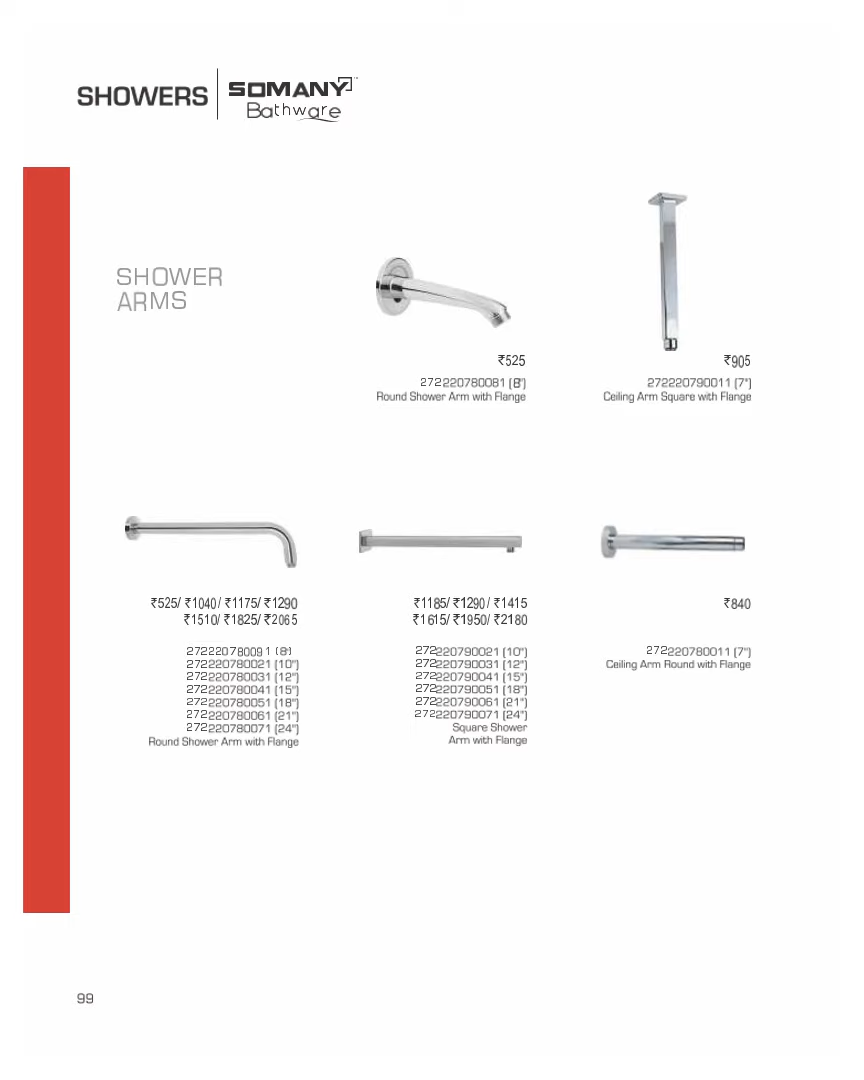 SHOWERS
SOMANY
Bathware
SHOWER
ARMS
₹525
272220780081 (8")
Round Shower Arm with Flange
₹905
272220790011 (7")
Ceiling Arm Square with Flange
₹525/ ₹1040/ ₹1175/ ₹1290
₹1510/ ₹1825/ ₹2065
272220780091 (8")
272220780021 (10")
272220780031 (12")
272220780041 (15")
272220780051 (18")
272220780061 (21")
272220780071 (24")
Round Shower Arm with Flange
₹1185/ ₹1290/ ₹1415
₹1615/ ₹1950/ ₹2180
272220790021 (10")
272220790031 (12")
272220790041 (15")
272220790051 (18")
272220790061 (21")
272220790071 (24")
Square Shower
Arm with Flange
₹840
272220780011 (7")
Ceiling Arm Round with Flange
99